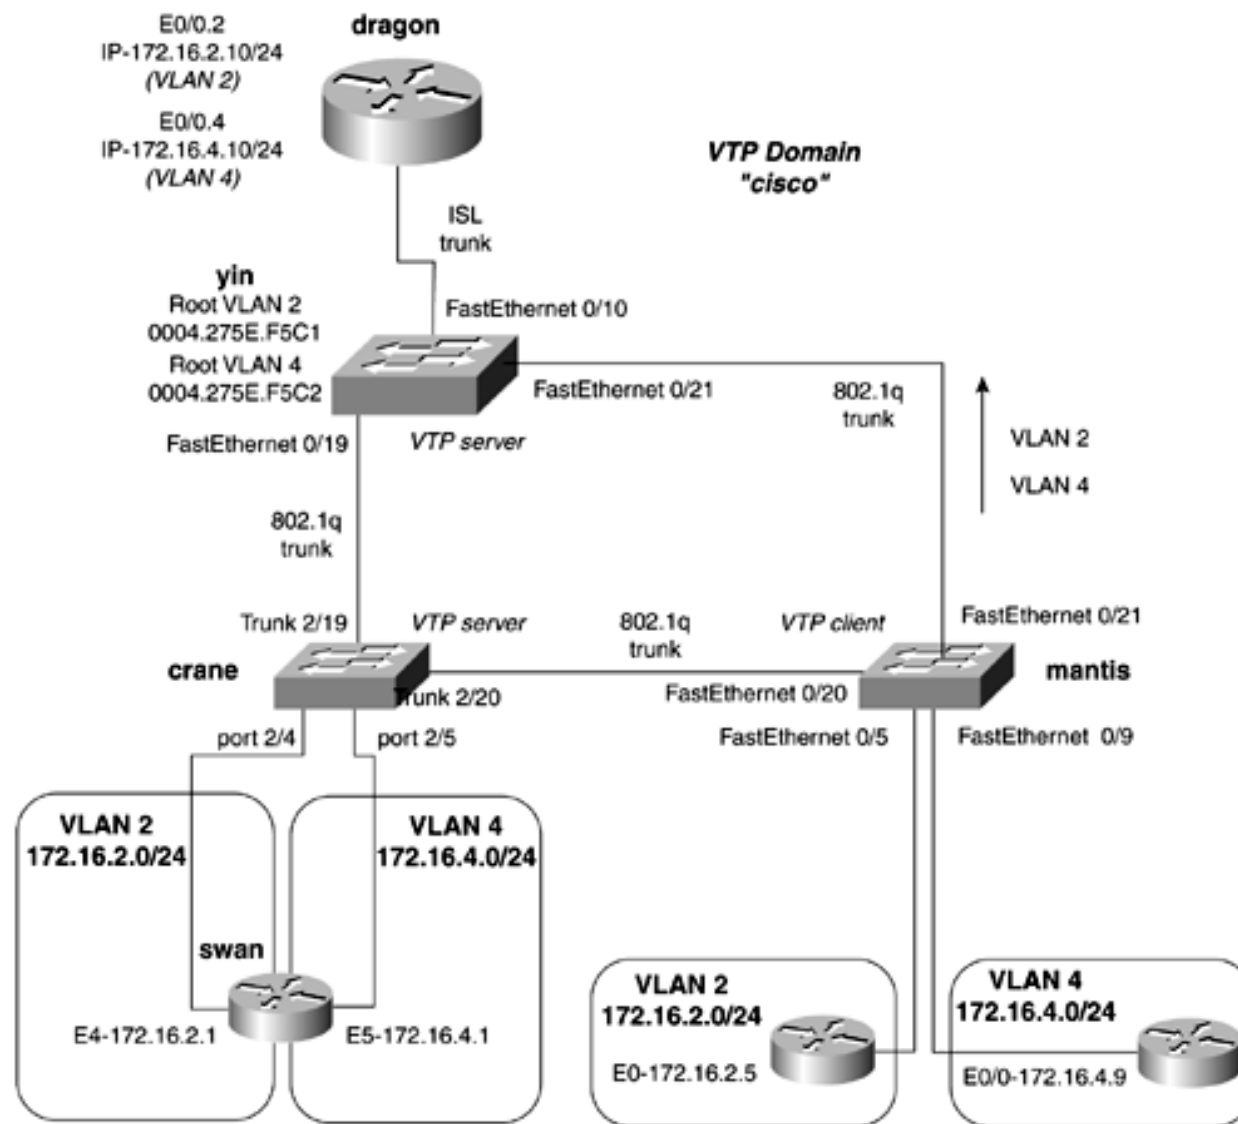 E0/0.2
IP-172.16.2.10/24
(VLAN 2)
E0/0.4
IP-172.16.4.10/24
(VLAN 4)
dragon
VTP Domain
"cisco"
ISL
trunk
yin
Root VLAN 2
0004.275E.F5C1
Root VLAN 4
0004.275E.F5C2
FastEthernet 0/10
FastEthernet 0/21
802.1q
trunk
VLAN 2
VLAN 4
FastEthernet 0/19
VTP server
802.1q
trunk
Trunk 2/19
VTP server
802.1q
trunk
VTP client
FastEthernet 0/21
crane
Trunk 2/20
FastEthernet 0/20
mantis
port 2/4
port 2/5
FastEthernet 0/5
FastEthernet 0/9
VLAN 2
172.16.2.0/24
VLAN 4
172.16.4.0/24
swan
E4-172.16.2.1
E5-172.16.4.1
VLAN 2
172.16.2.0/24
E0-172.16.2.5
VLAN 4
172.16.4.0/24
E0/0-172.16.4.9